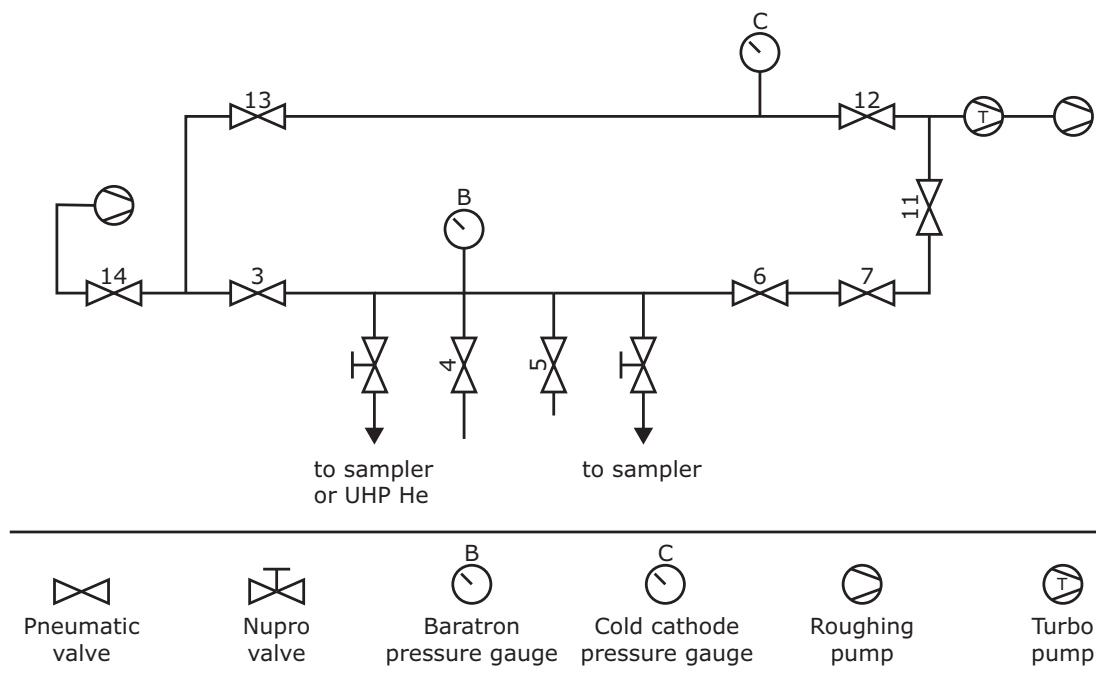 C
13
12
T
B
11
14
3
6
7
4
5
to sampler
or UHP He
to sampler
B
C
T
Pneumatic
valve
Nupro
valve
Baratron
pressure gauge
Cold cathode
pressure gauge
Roughing
pump
Turbo
pump